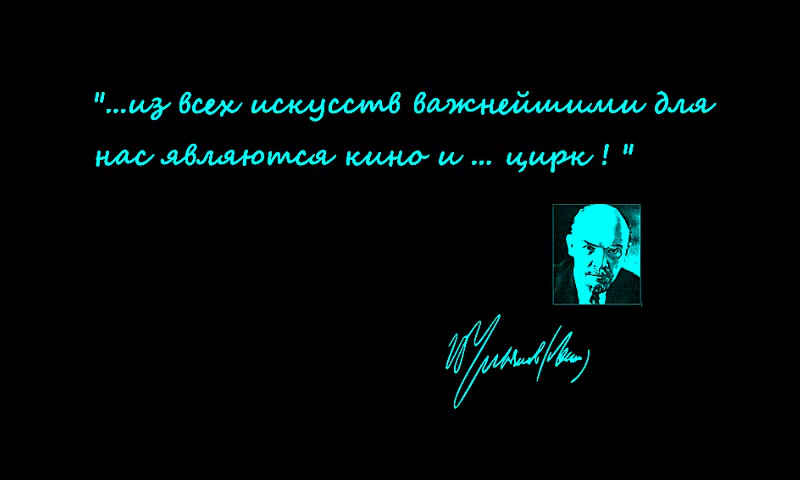 "...из всех искусств важнейшими для
нас являются кино и ... цирк ! "